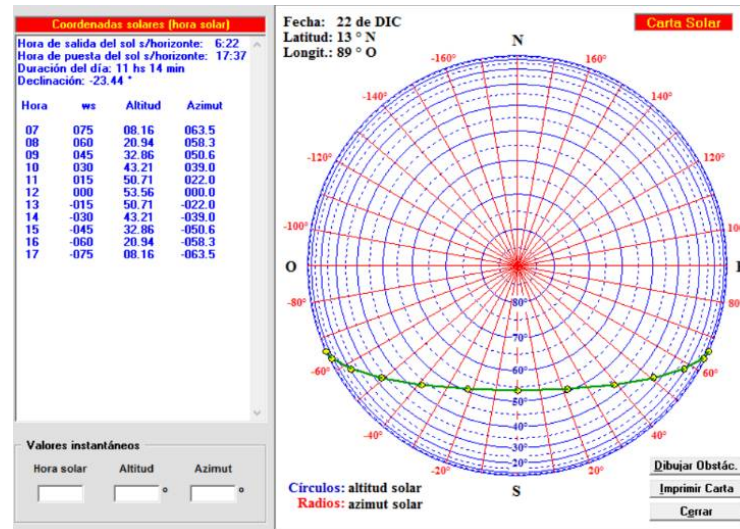 Coordenadas solares (hora solar)
Hora de salida del sol s/horizonte: 6:22
Hora de puesta del sol s/horizonte: 17:37
Duración del día: 11 hs 14 min
Declinación: -23.44 °
Hora ws Altitud Azimut
07 075 08.16 063.5
08 060 20.94 058.3
09 045 32.86 050.6
10 030 43.21 039.0
11 015 50.71 022.0
12 000 53.56 000.0
13 -015 50.71 -022.0
14 -030 43.21 -039.0
15 -045 32.86 -050.6
16 -060 20.94 -058.3
17 -075 08.16 -063.5
Valores instantáneos
Hora solar Altitud Azimut
° °
Fecha: 22 de DIC
Latitud: 13 ° N
Longit.: 89 ° O
Carta Solar
N
-160° 160°
-140° 140°
-120° 120°
-100° 100
O E
-80° 80
80°
70°
-60° 60°
60°
50°
-40° 40°
40°
30°
20°
-20° 20°
S
Círculos: altitud solar
Radios: azimut solar
Dibujar Obstác.
Imprimir Carta
Cerrar